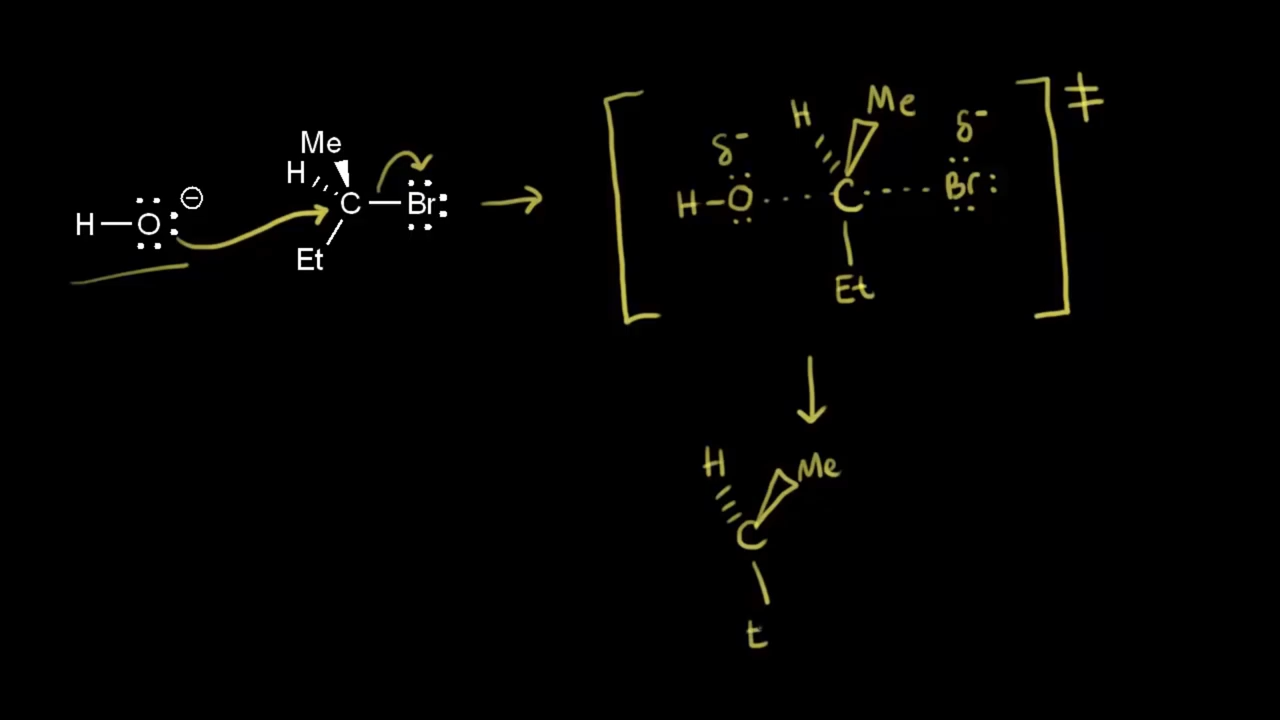 Me
H
H–O:⊖
C–Br:
Et
H Me
δ- δ-
H–O····C····Br: ‡
Et
H Me
C
t